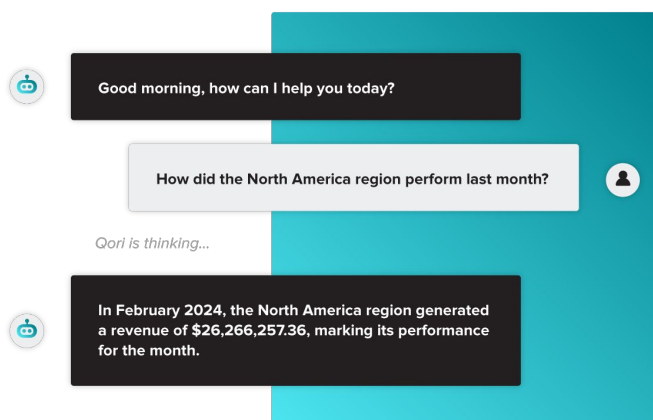 Good morning, how can I help you today?
How did the North America region perform last month?
Qori is thinking...
In February 2024, the North America region generated
a revenue of $26,266,257.36, marking its performance
for the month.